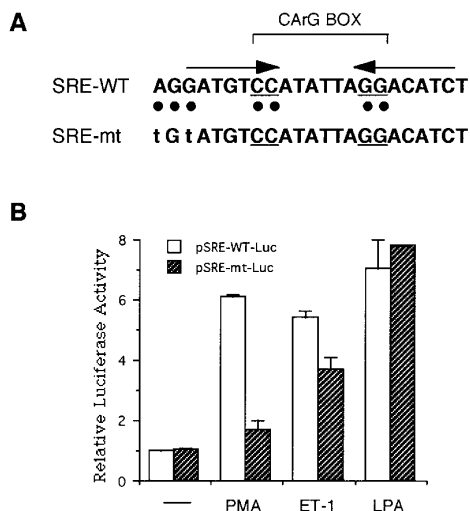 A
CArG BOX
SRE-WT AGGATGTCCATATTAGGACATCT
SRE-mt tGtATGTCCATATTAGGACATCT
B
pSRE-WT-Luc
pSRE-mt-Luc
Relative Luciferase Activity
8
6
4
2
0
— PMA ET-1 LPA